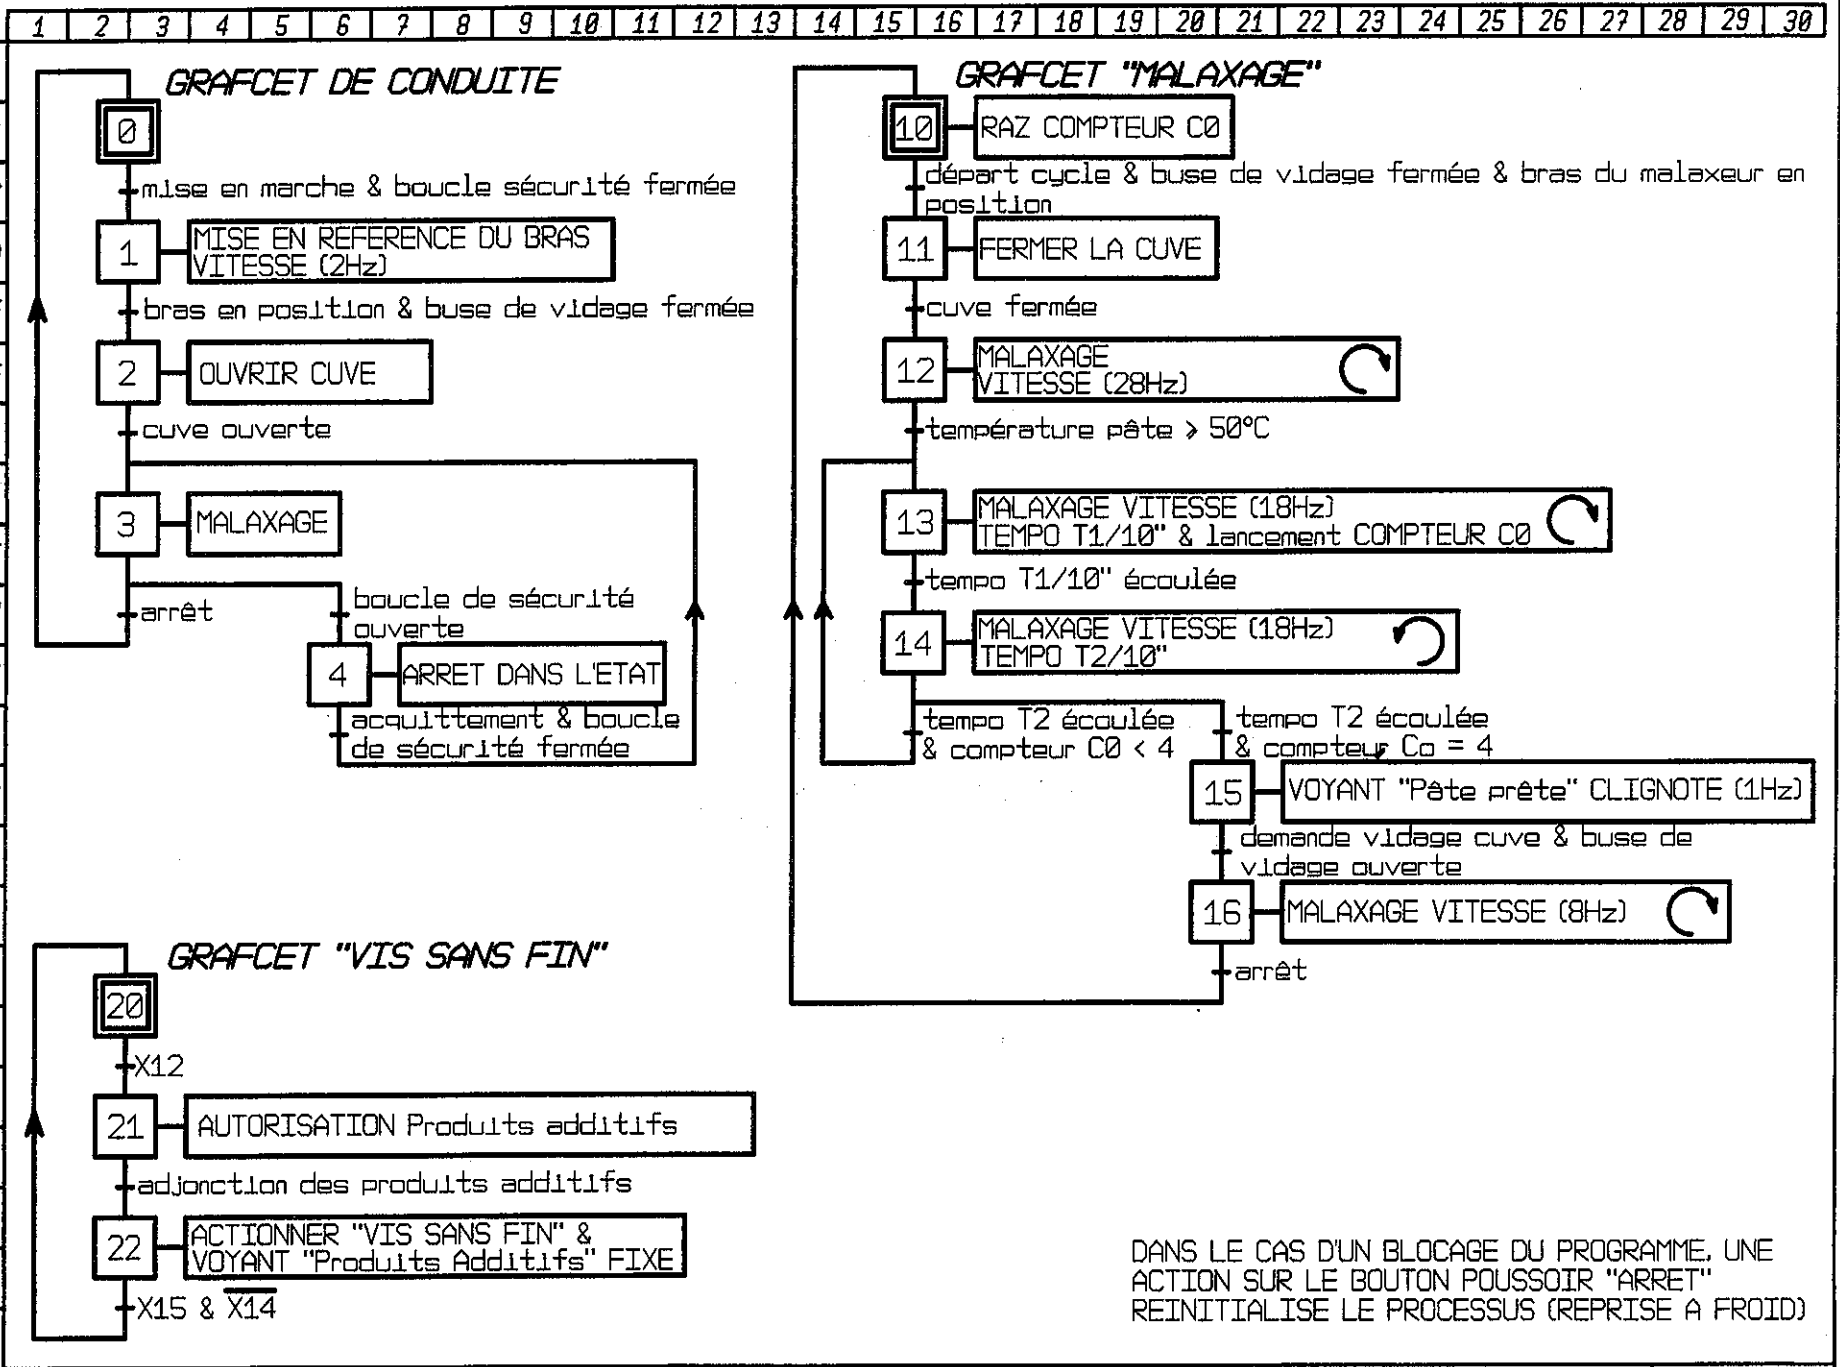 1 2 3 4 5 6 7 8 9 10 11 12 13 14 15 16 17 18 19 20 21 22 23 24 25 26 27 28 29 30
GRAFCET DE CONDUITE
0
mise en marche & boucle sécurité fermée
1
MISE EN REFERENCE DU BRAS
VITESSE (2Hz)
bras en position & buse de vidage fermée
2
OUVRIR CUVE
cuve ouverte
3
MALAXAGE
arrêt
boucle de sécurité
ouverte
4
ARRET DANS L'ETAT
acquittement & boucle
de sécurité fermée
GRAFCET "MALAXAGE"
10
RAZ COMPTEUR C0
départ cycle & buse de vidage fermée & bras du malaxeur en
position
11
FERMER LA CUVE
cuve fermée
12
MALAXAGE
VITESSE (28Hz)
température pâte > 50°C
13
MALAXAGE VITESSE (18Hz)
TEMPO T1/10" & lancement COMPTEUR C0
tempo T1/10" écoulée
14
MALAXAGE VITESSE (18Hz)
TEMPO T2/10"
tempo T2 écoulée
& compteur C0 < 4
tempo T2 écoulée
& compteur Co = 4
15
VOYANT "Pâte prête" CLIGNOTE (1Hz)
demande vidage cuve & buse de
vidage ouverte
16
MALAXAGE VITESSE (8Hz)
arrêt
GRAFCET "VIS SANS FIN"
20
X12
21
AUTORISATION Produits additifs
adjonction des produits additifs
22
ACTIONNER "VIS SANS FIN" &
VOYANT "Produits Additifs" FIXE
X15 & X̅1̅4̅
DANS LE CAS D'UN BLOCAGE DU PROGRAMME, UNE
ACTION SUR LE BOUTON POUSSOIR "ARRET"
REINITIALISE LE PROCESSUS (REPRISE A FROID)